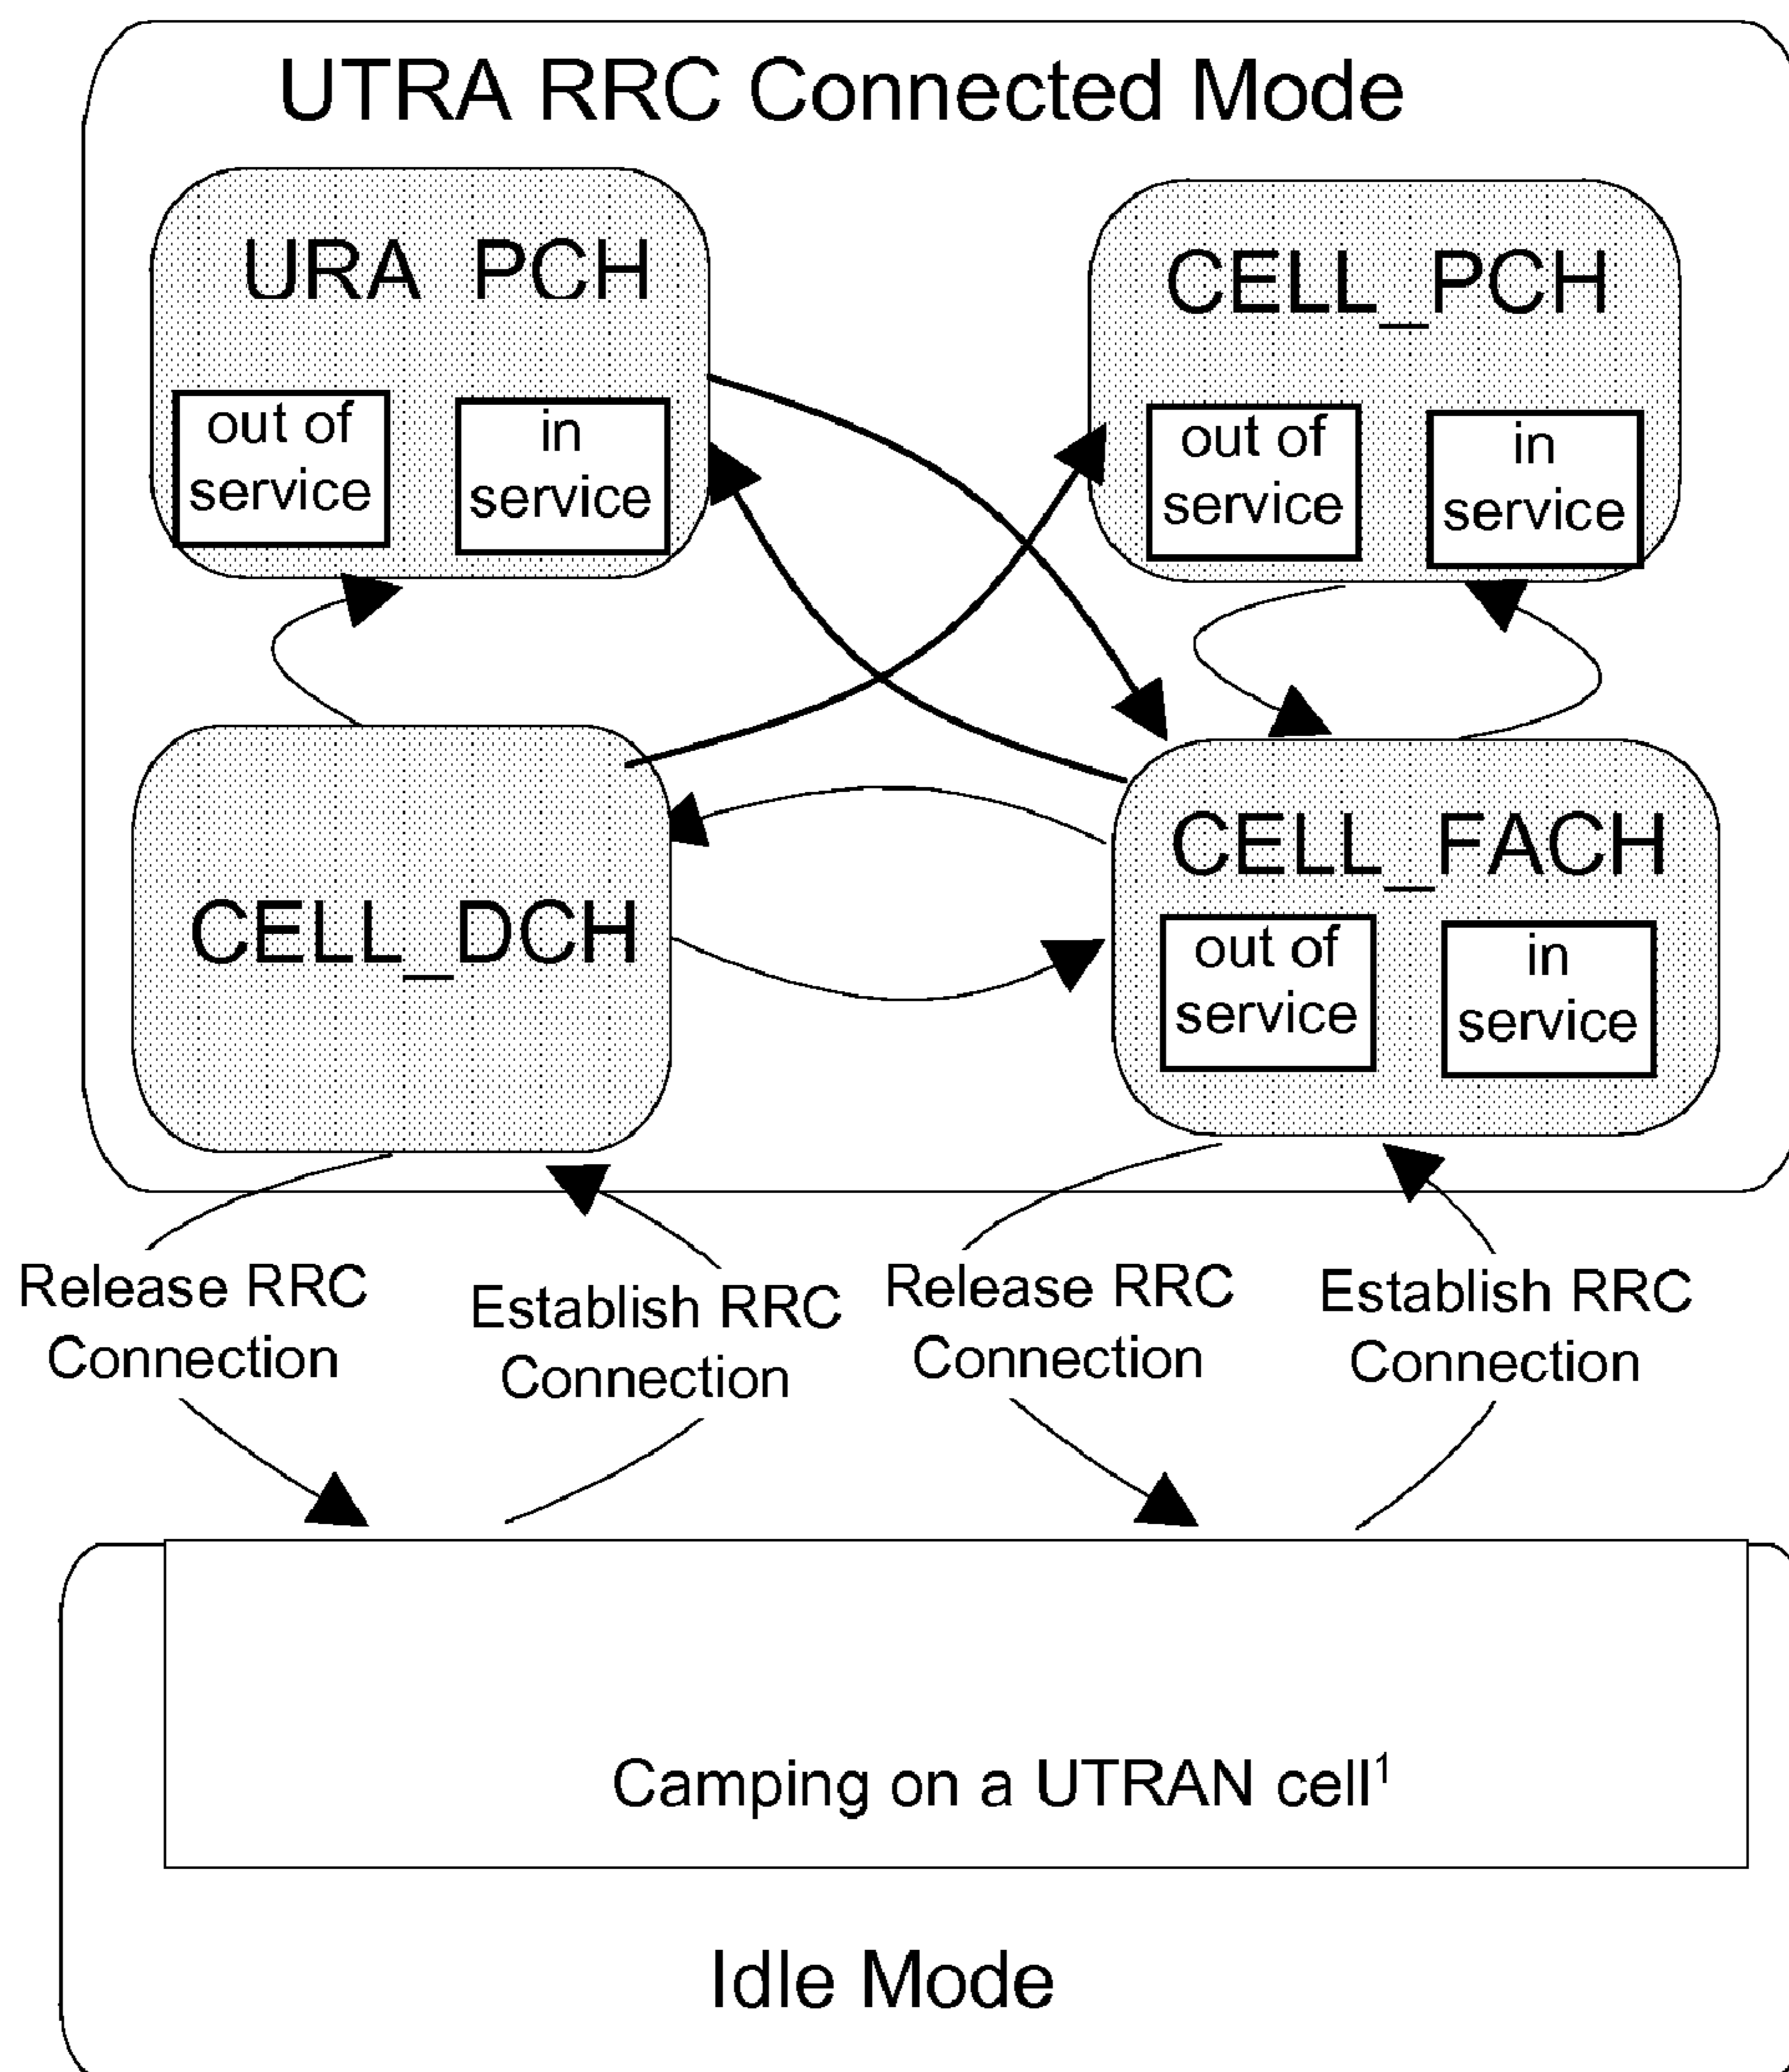 UTRA RRC Connected Mode
URA PCH
out of
service
in
service
CELL_PCH
out of
service
in
service
CELL_DCH
CELL_FACH
out of
service
in
service
Release RRC
Connection
Establish RRC
Connection
Release RRC
Connection
Establish RRC
Connection
Camping on a UTRAN cell¹
Idle Mode